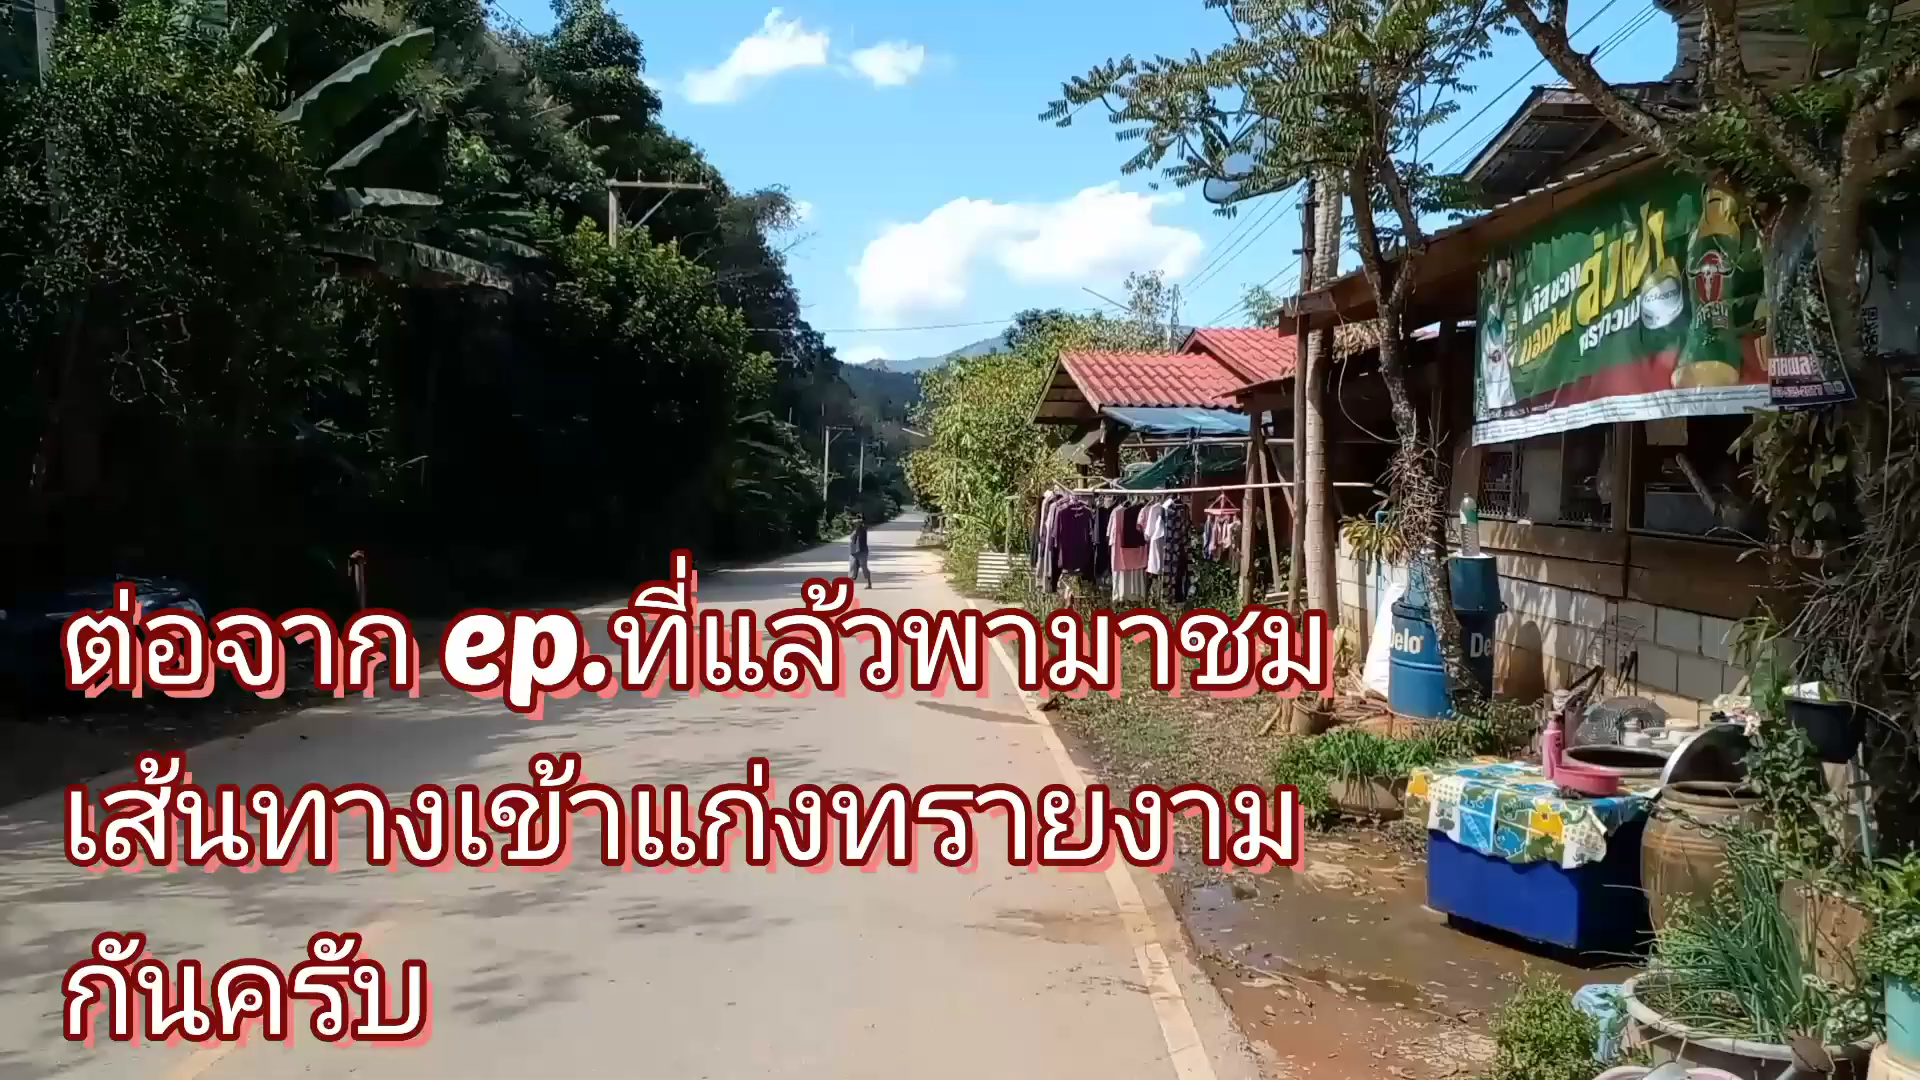 ต่อจาก ep.ที่แล้วพามาชม
เส้นทางเข้าแก่งทรายงาม
กันครับ
Delo